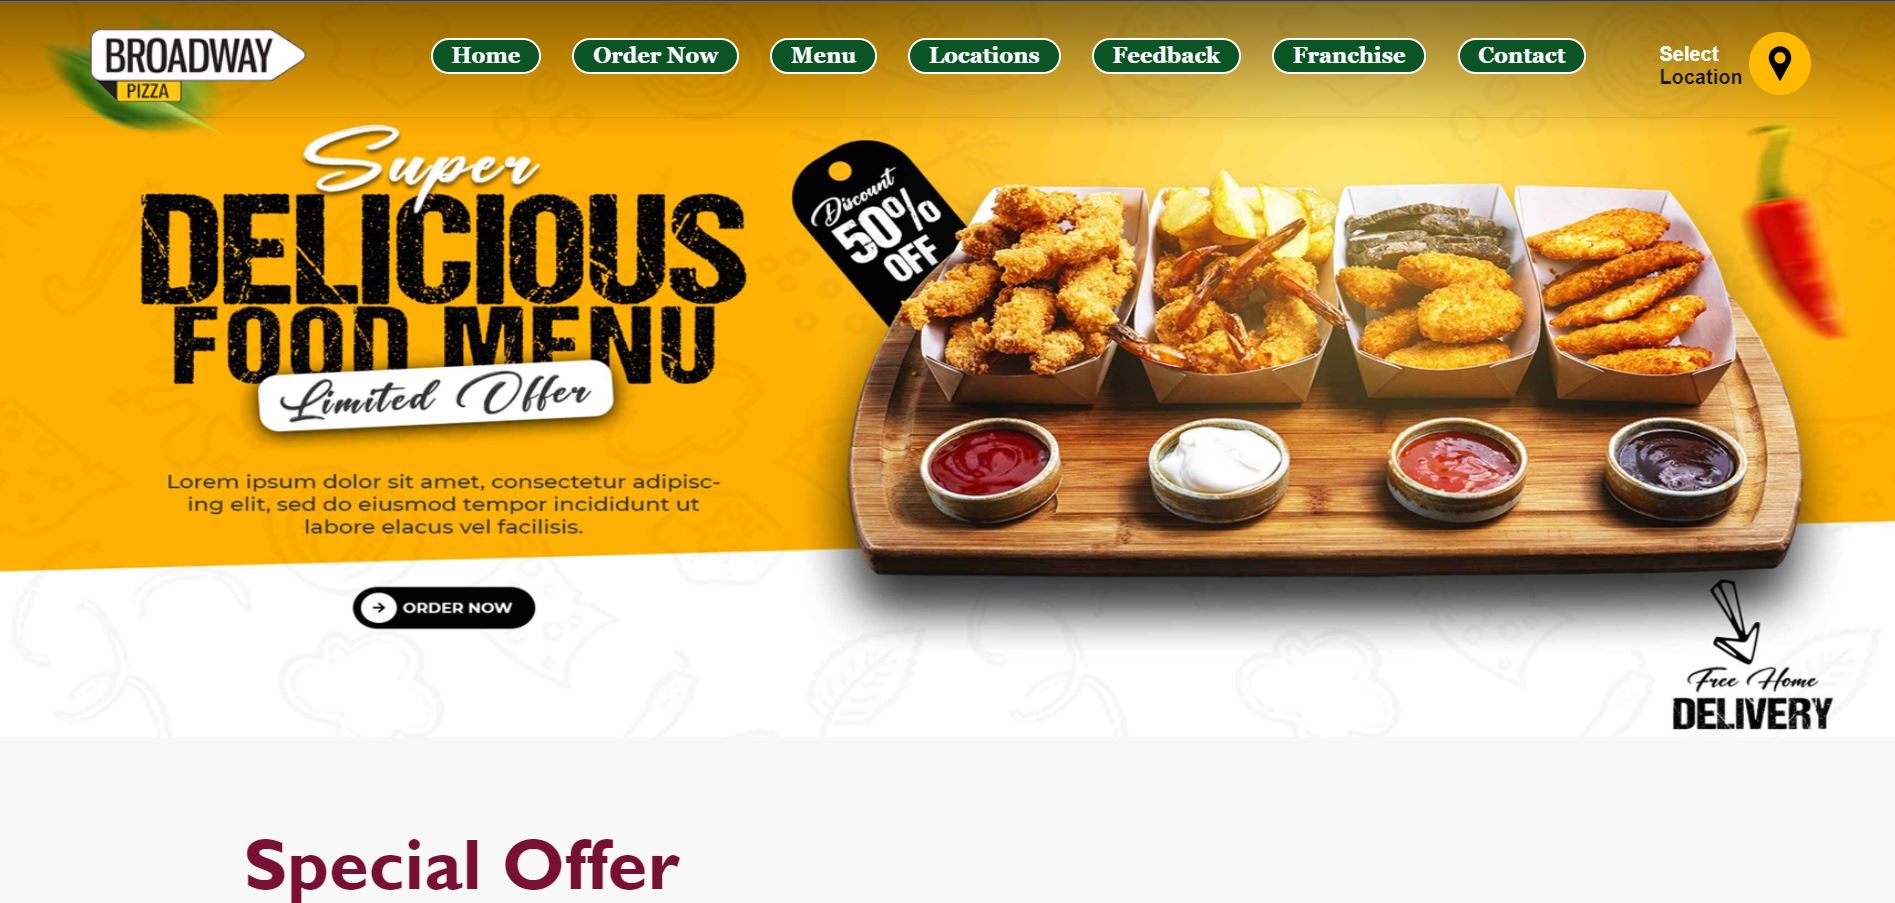 BROADWAY
PIZZA
Home
Order Now
Menu
Locations
Feedback
Franchise
Contact
Select
Location
Super
DELICIOUS
FOOD MENU
Limited Offer
Discount
50%
OFF
Lorem ipsum dolor sit amet, consectetur adipisc-
ing elit, sed do eiusmod tempor incididunt ut
labore elacus vel facilisis.
ORDER NOW
Free Home
DELIVERY
Special Offer